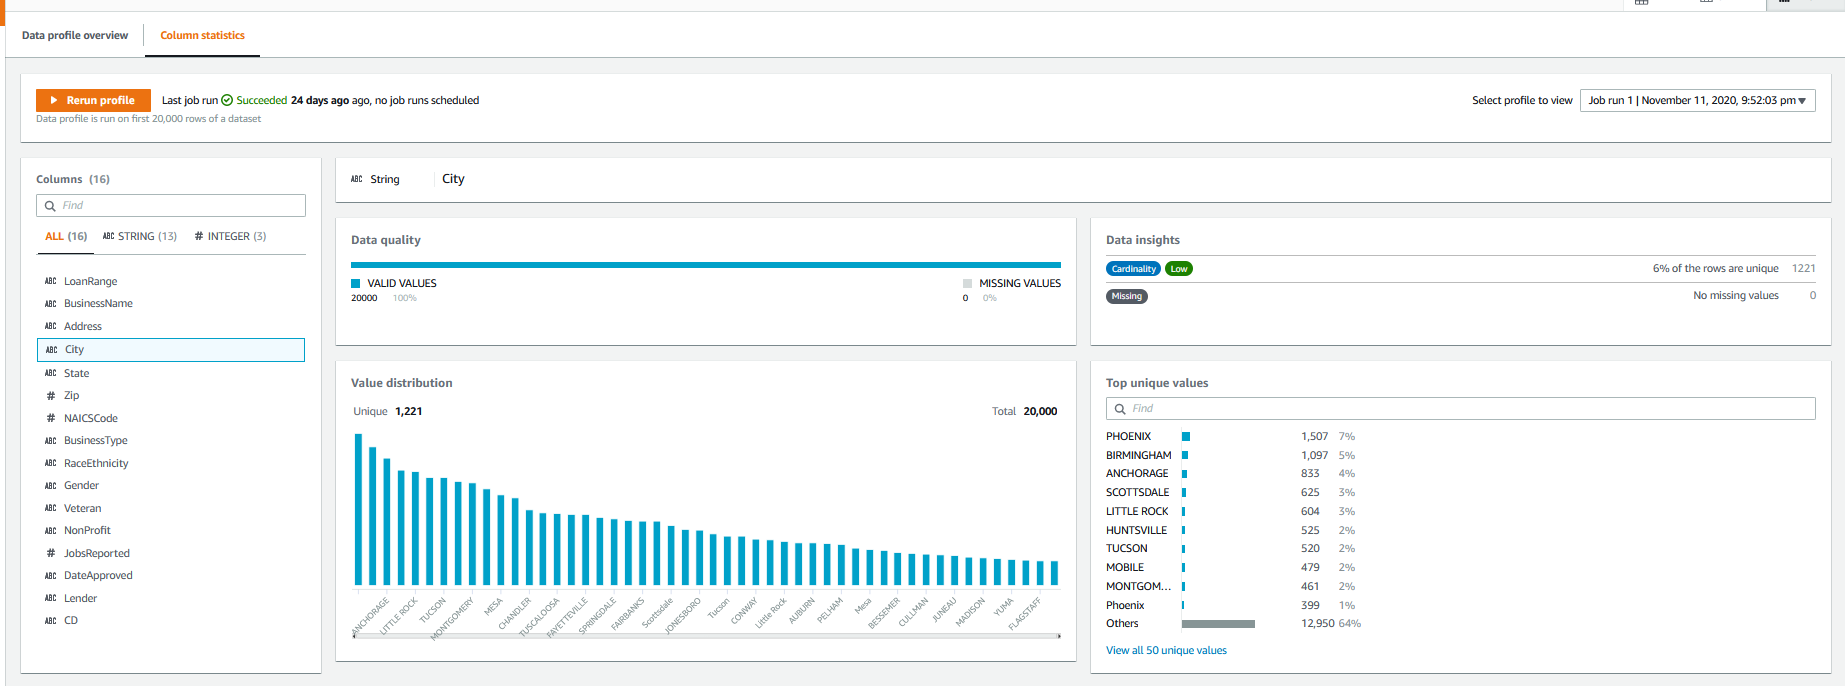 Data profile overview
Column statistics
Rerun profile
Last job run Succeeded 24 days ago ago, no job runs scheduled
Data profile is run on first 20,000 rows of a dataset
Select profile to view
Job run 1 | November 11, 2020, 9:52:03 pm
Columns (16)
Find
ALL (16)
ABC STRING (13)
# INTEGER (3)
ABC LoanRange
ABC BusinessName
ABC Address
ABC City
ABC State
# Zip
# NAICSCode
ABC BusinessType
ABC RaceEthnicity
ABC Gender
ABC Veteran
ABC NonProfit
# JobsReported
ABC DateApproved
ABC Lender
ABC CD
ABC String
City
Data quality
VALID VALUES
20000 100%
MISSING VALUES
0 0%
Data insights
Cardinality Low 6% of the rows are unique 1221
Missing No missing values 0
Value distribution
Unique 1,221
Total 20,000
ANCHORAGE
LITTLE ROCK
TUCSON
MONTGOMERY
MESA
CHANDLER
TUSCALOOSA
FAYETTEVILLE
SPRINGDALE
FAIRBANKS
Scottsdale
JONESBORO
Tucson
CONWAY
Little Rock
AUBURN
PELHAM
Mesa
BESSEMER
CULLMAN
JUNEAU
MADISON
YUMA
FLAGSTAFF
Top unique values
Find
PHOENIX 1,507 7%
BIRMINGHAM 1,097 5%
ANCHORAGE 833 4%
SCOTTSDALE 625 3%
LITTLE ROCK 604 3%
HUNTSVILLE 525 2%
TUCSON 520 2%
MOBILE 479 2%
MONTGOM... 461 2%
Phoenix 399 1%
Others 12,950 64%
View all 50 unique values